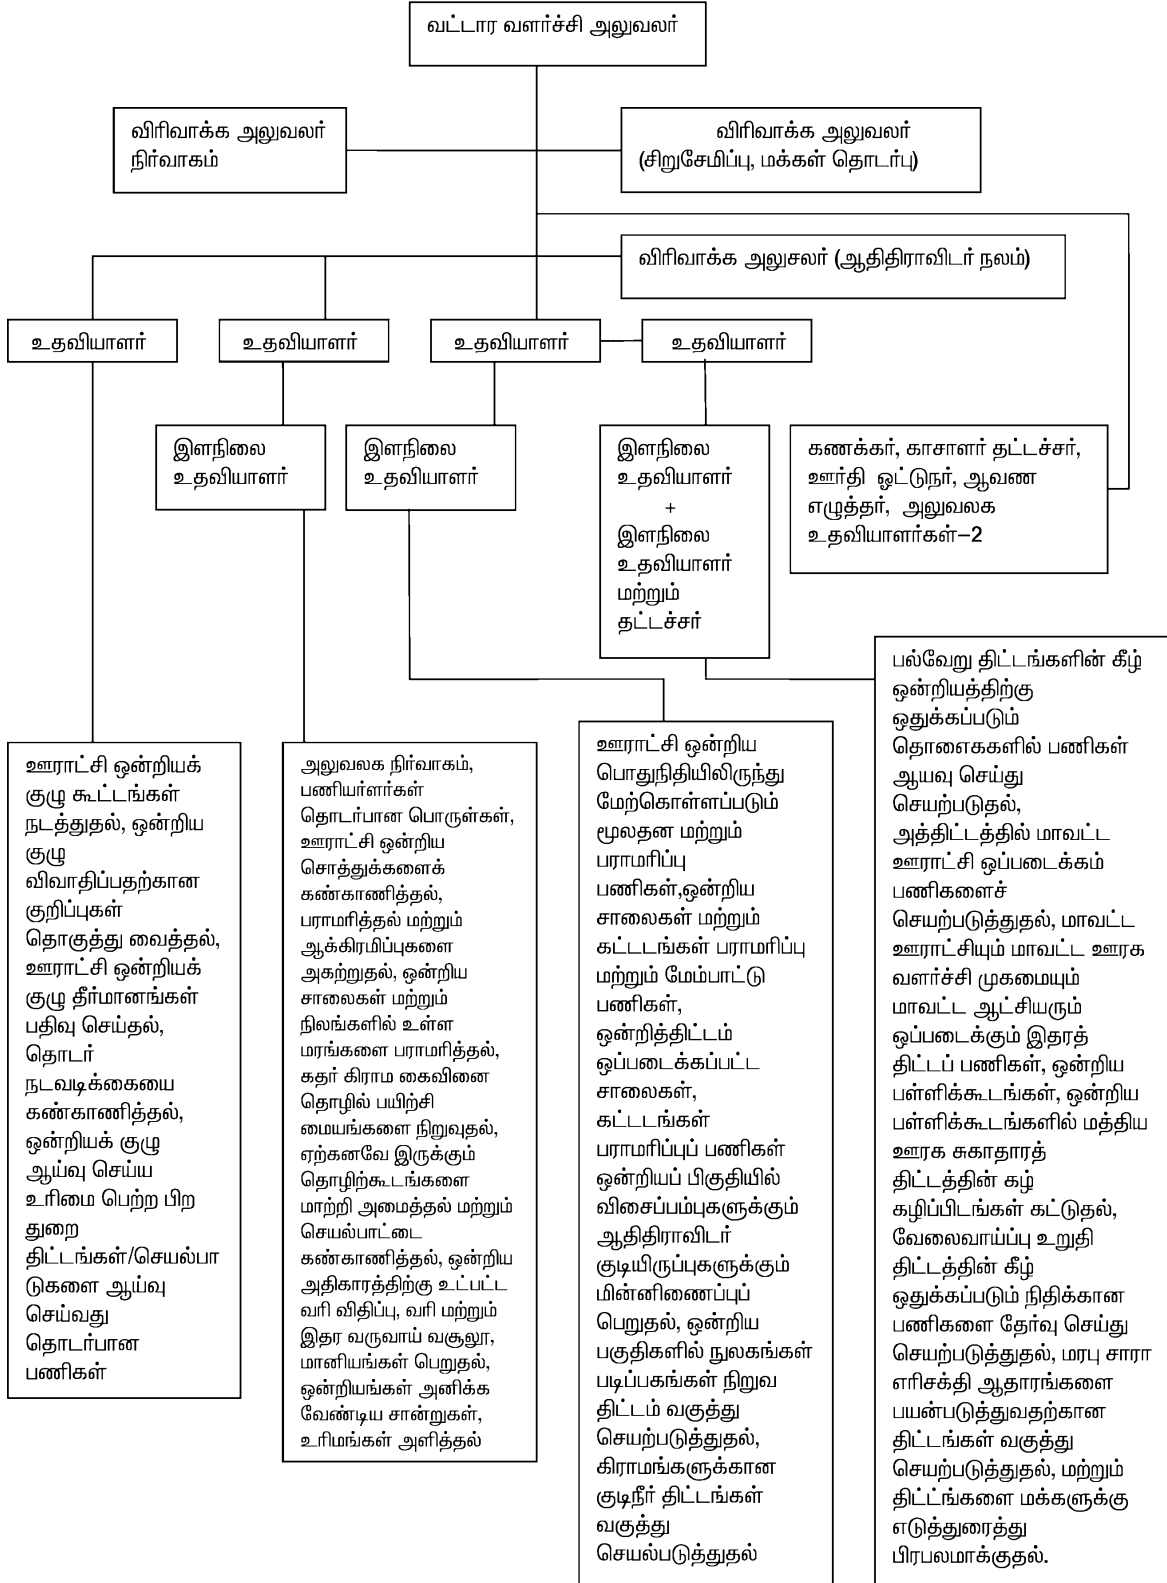 வட்டார வளர்ச்சி அலுவலர்
விரிவாக்க அலுவலர்
நிர்வாகம்
விரிவாக்க அலுவலர்
(சிறுசேமிப்பு, மக்கள் தொடர்பு)
விரிவாக்க அலுசலர் (ஆதிதிராவிடர் நலம்)
உதவியாளர்
உதவியாளர்
உதவியாளர்
உதவியாளர்
இளநிலை
உதவியாளர்
இளநிலை
உதவியாளர்
இளநிலை
உதவியாளர்
+
இளநிலை
உதவியாளர்
மற்றும்
தட்டச்சர்
கணக்கர், காசாளர் தட்டச்சர்,
ஊர்தி ஓட்டுநர், ஆவண
எழுத்தர், அலுவலக
உதவியாளர்கள்–2
ஊராட்சி ஒன்றியக்
குழு கூட்டங்கள்
நடத்துதல், ஒன்றிய
குழு
விவாதிப்பதற்கான
குறிப்புகள்
தொகுத்து வைத்தல்,
ஊராட்சி ஒன்றியக்
குழு தீர்மானங்கள்
பதிவு செய்தல்,
தொடர்
நடவடிக்கையை
கண்காணித்தல்,
ஒன்றியக் குழு
ஆய்வு செய்ய
உரிமை பெற்ற பிற
துறை
திட்டங்கள்/செயல்பா
டுகளை ஆய்வு
செய்வது
தொடர்பான
பணிகள்
அலுவலக நிர்வாகம்,
பணியர்ளர்கள்
தொடர்பான பொருள்கள்,
ஊராட்சி ஒன்றிய
சொத்துக்களைக்
கண்காணித்தல்,
பராமரித்தல் மற்றும்
ஆக்கிரமிப்புகளை
அகற்றுதல், ஒன்றிய
சாலைகள் மற்றும்
நிலங்களில் உள்ள
மரங்களை பராமரித்தல்,
கதர் கிராம கைவினை
தொழில் பயிற்சி
மையங்களை நிறுவுதல்,
ஏற்கனவே இருக்கும்
தொழிற்கூடங்களை
மாற்றி அமைத்தல் மற்றும்
செயல்பாட்டை
கண்காணித்தல், ஒன்றிய
அதிகாரத்திற்கு உட்பட்ட
வரி விதிப்பு, வரி மற்றும்
இதர வருவாய் வசூலூ,
மானியங்கள் பெறுதல்,
ஒன்றியங்கள் அனிக்க
வேண்டிய சான்றுகள்,
உரிமங்கள் அளித்தல்
ஊராட்சி ஒன்றிய
பொதுநிதியிலிருந்து
மேற்கொள்ளப்படும்
மூலதன மற்றும்
பராமரிப்பு
பணிகள்,ஒன்றிய
சாலைகள் மற்றும்
கட்டடங்கள் பராமரிப்பு
மற்றும் மேம்பாட்டு
பணிகள்,
ஒன்றித்திட்டம்
ஒப்படைக்கப்பட்ட
சாலைகள்,
கட்டடங்கள்
பராமரிப்புப் பணிகள்
ஒன்றியப் பிகுதியில்
விசைப்பம்புகளுக்கும்
ஆதிதிராவிடர்
குடியிருப்புகளுக்கும்
மின்னிணைப்புப்
பெறுதல், ஒன்றிய
பகுதிகளில் நுலகங்கள்
படிப்பகங்கள் நிறுவ
திட்டம் வகுத்து
செயற்படுத்துதல்,
கிராமங்களுக்கான
குடிநீர் திட்டங்கள்
வகுத்து
செயல்படுத்துதல்
பல்வேறு திட்டங்களின் கீழ்
ஒன்றியத்திற்கு
ஒதுக்கப்படும்
தொளைககளில் பணிகள்
ஆயவு செய்து
செயற்படுதல்,
அத்திட்டத்தில் மாவட்ட
ஊராட்சி ஒப்படைக்கம்
பணிகளைச்
செயற்படுத்துதல், மாவட்ட
ஊராட்சியும் மாவட்ட ஊரக
வளர்ச்சி முகமையும்
மாவட்ட ஆட்சியரும்
ஒப்படைக்கும் இதரத்
திட்டப் பணிகள், ஒன்றிய
பள்ளிக்கூடங்கள், ஒன்றிய
பள்ளிக்கூடங்களில் மத்திய
ஊரக சுகாதாரத்
திட்டத்தின் கழ்
கழிப்பிடங்கள் கட்டுதல்,
வேலைவாய்ப்பு உறுதி
திட்டத்தின் கீழ்
ஒதுக்கப்படும் நிதிக்கான
பணிகளை தேர்வு செய்து
செயற்படுத்துதல், மரபு சாரா
எரிசக்தி ஆதாரங்களை
பயன்படுத்துவதற்கான
திட்டங்கள் வகுத்து
செயற்படுத்துதல், மற்றும்
திட்ட்ங்களை மக்களுக்கு
எடுத்துரைத்து
பிரபலமாக்குதல்.